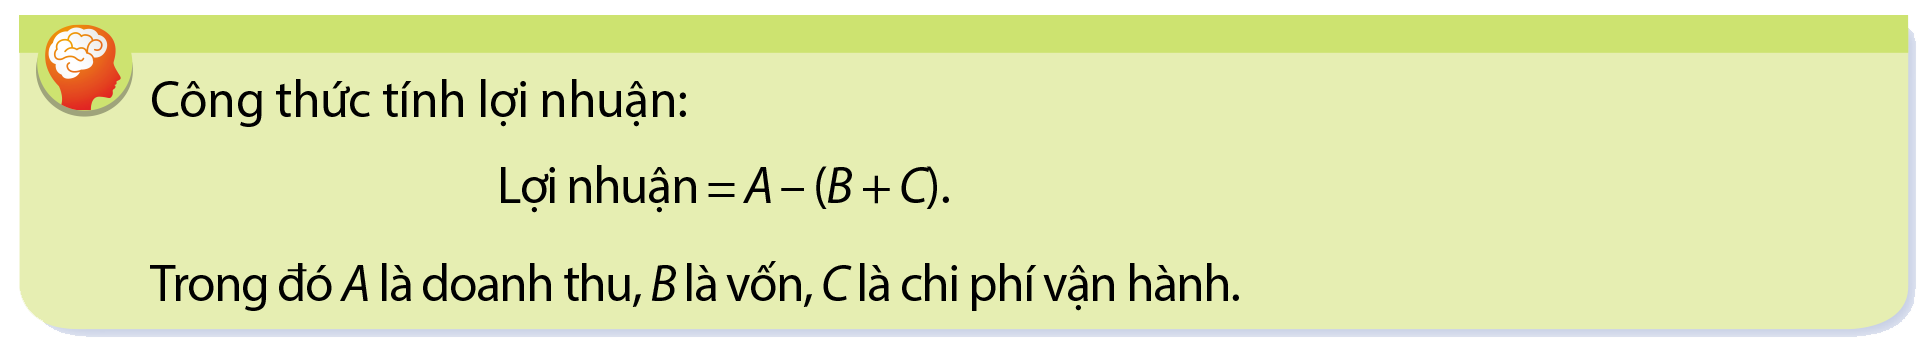 Công thức tính lợi nhuận:
Lợi nhuận = A – (B + C).
Trong đó A là doanh thu, B là vốn, C là chi phí vận hành.